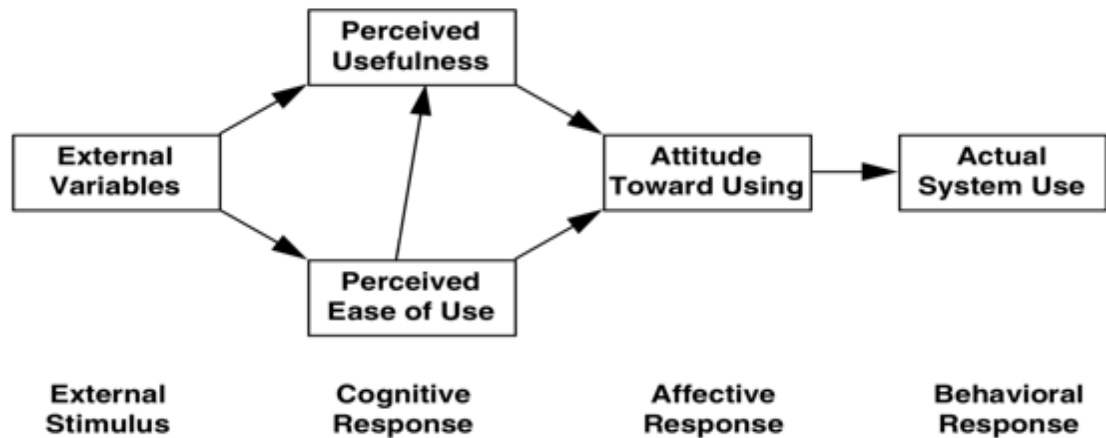 Perceived
Usefulness
External
Variables
Attitude
Toward Using
Actual
System Use
Perceived
Ease of Use
External
Stimulus
Cognitive
Response
Affective
Response
Behavioral
Response